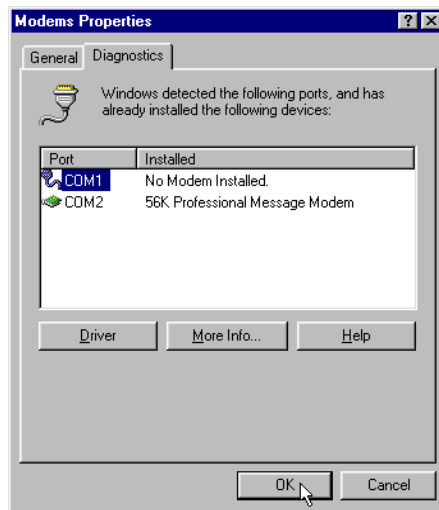 Modems Properties
General Diagnostics
Windows detected the following ports, and has
already installed the following devices:
Port Installed
COM1 No Modem Installed.
COM2 56K Professional Message Modem
Driver More Info... Help
OK Cancel